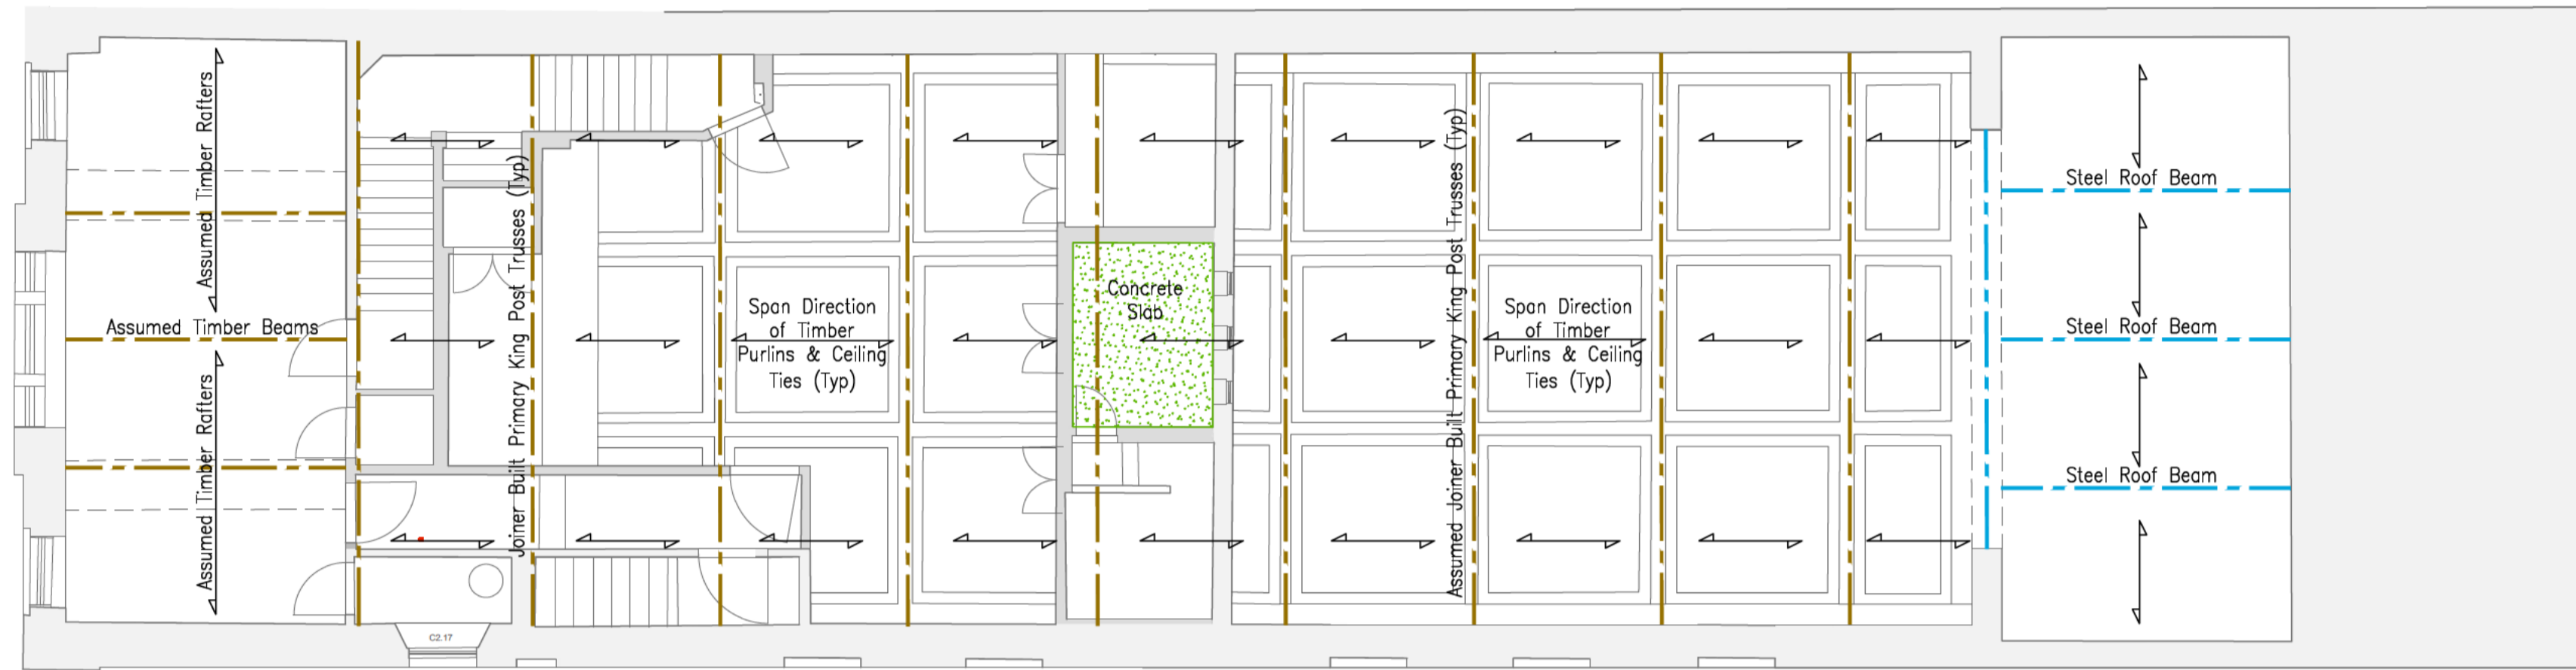 Assumed Timber Rafters
Assumed Timber Rafters
Assumed Timber Beams
Joiner Built Primary King Post Trusses (Typ)
Span Direction
of Timber
Purlins & Ceiling
Ties (Typ)
Concrete
Slab
Assumed Joiner Built Primary King Post Trusses (Typ)
Span Direction
of Timber
Purlins & Ceiling
Ties (Typ)
Steel Roof Beam
Steel Roof Beam
Steel Roof Beam
C2.17